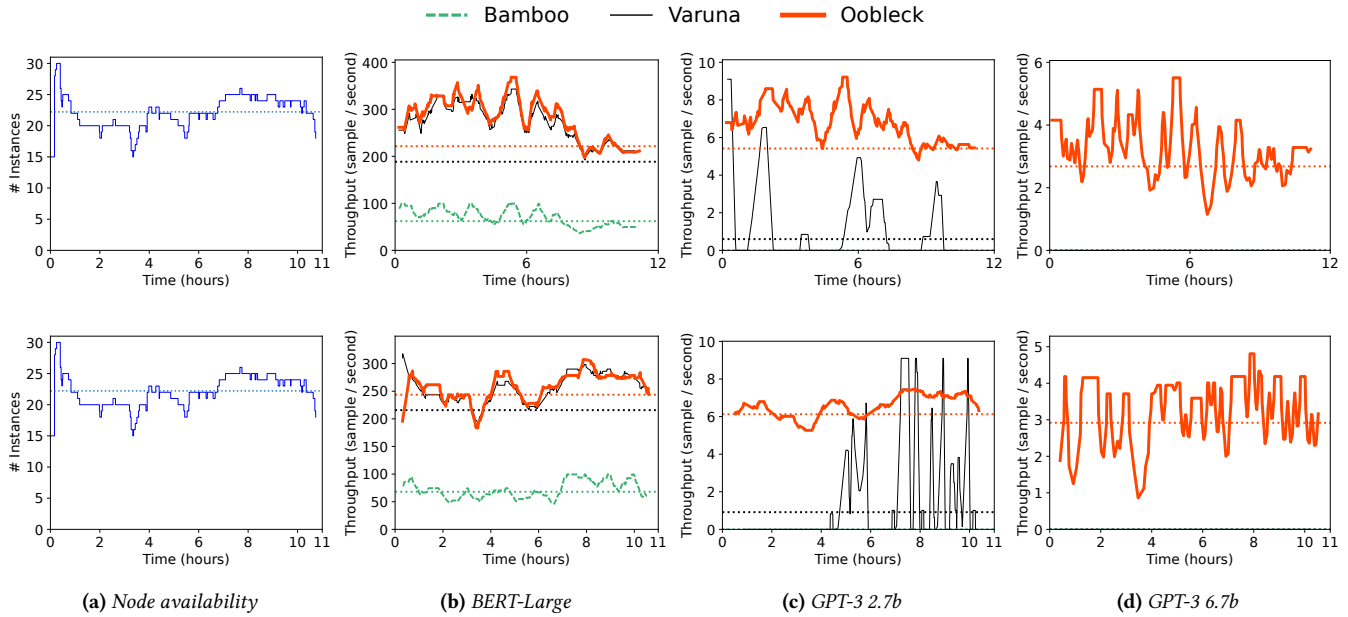 Bamboo Varuna Oobleck
# Instances
30
25
20
15
10
5
0
0 2 4 6 8 10 11
Time (hours)
Throughput (sample / second)
400
300
200
100
0
0 6 12
Time (hours)
Throughput (sample / second)
10
8
6
4
2
0
0 6 12
Time (hours)
Throughput (sample / second)
6
4
2
0
0 6 12
Time (hours)
# Instances
30
25
20
15
10
5
0
0 2 4 6 8 10 11
Time (hours)
Throughput (sample / second)
300
250
200
150
100
50
0
0 2 4 6 8 10 11
Time (hours)
Throughput (sample / second)
10
8
6
4
2
0
0 2 4 6 8 10 11
Time (hours)
Throughput (sample / second)
5
4
3
2
1
0
0 2 4 6 8 10 11
Time (hours)
(a) Node availability
(b) BERT-Large
(c) GPT-3 2.7b
(d) GPT-3 6.7b